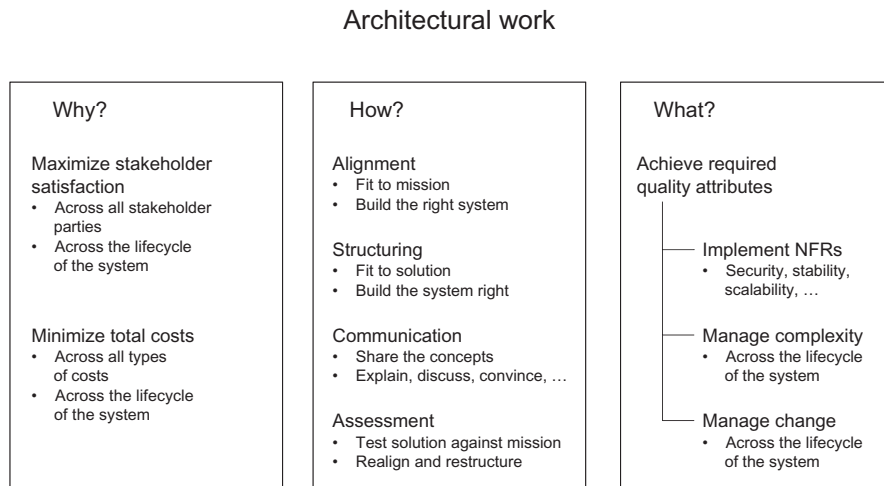 Architectural work
Why?
Maximize stakeholder
satisfaction
• Across all stakeholder
parties
• Across the lifecycle
of the system
Minimize total costs
• Across all types
of costs
• Across the lifecycle
of the system
How?
Alignment
• Fit to mission
• Build the right system
Structuring
• Fit to solution
• Build the system right
Communication
• Share the concepts
• Explain, discuss, convince, …
Assessment
• Test solution against mission
• Realign and restructure
What?
Achieve required
quality attributes
Implement NFRs
• Security, stability,
scalability, …
Manage complexity
• Across the lifecycle
of the system
Manage change
• Across the lifecycle
of the system